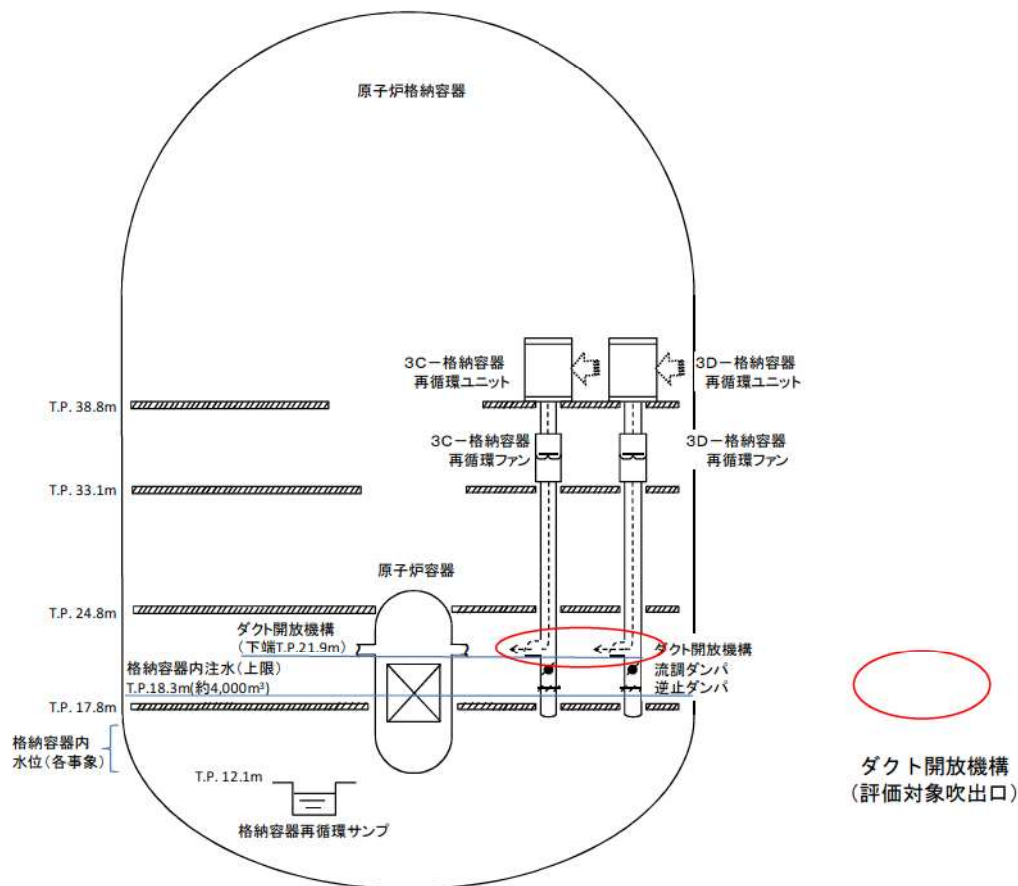 原子炉格納容器
3C－格納容器
再循環ユニット
3D－格納容器
再循環ユニット
T.P. 38.8m
3C－格納容器
再循環ファン
3D－格納容器
再循環ファン
T.P. 33.1m
原子炉容器
T.P. 24.8m
ダクト開放機構
（下端T.P.21.9m）
ダクト開放機構
格納容器内注水（上限）
T.P.18.3m(約4,000m³)
流調ダンパ
逆止ダンパ
T.P. 17.8m
格納容器内
水位（各事象）
T.P. 12.1m
格納容器再循環サンプ
ダクト開放機構
（評価対象吹出口）